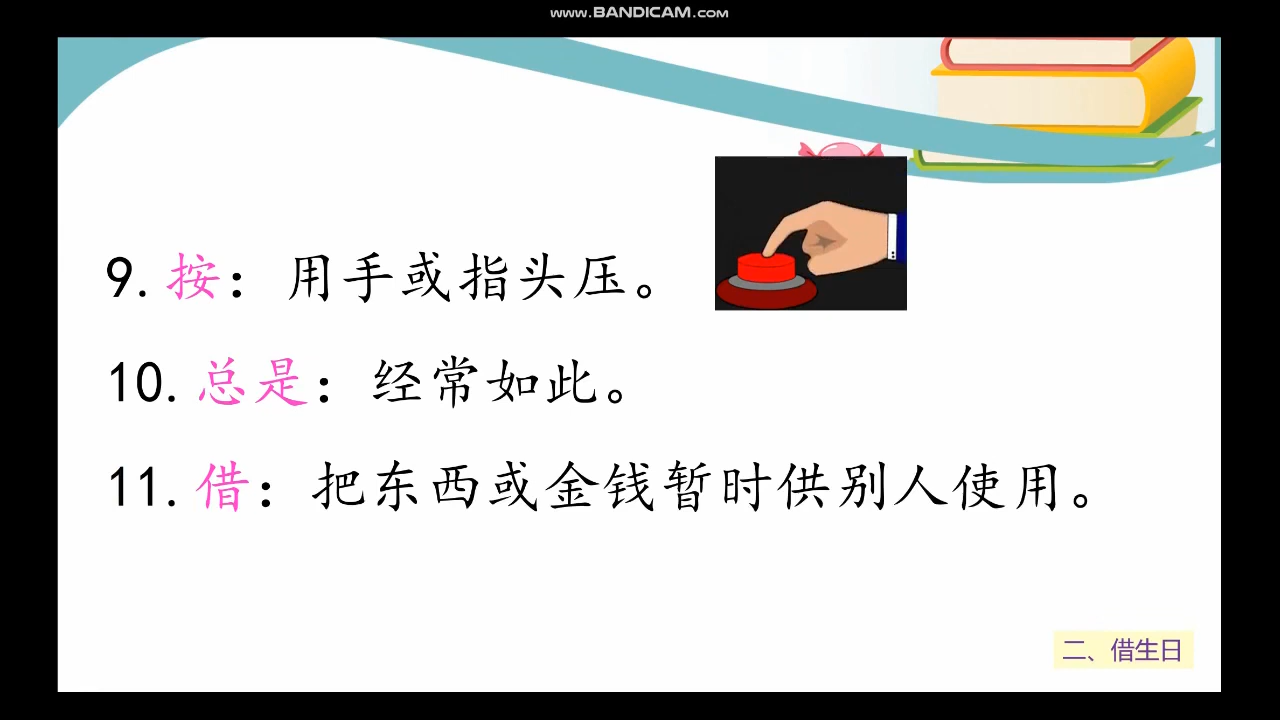 www.BANDICAM.com
9.按：用手或指头压。
10.总是：经常如此。
11.借：把东西或金钱暂时供别人使用。
二、借生日